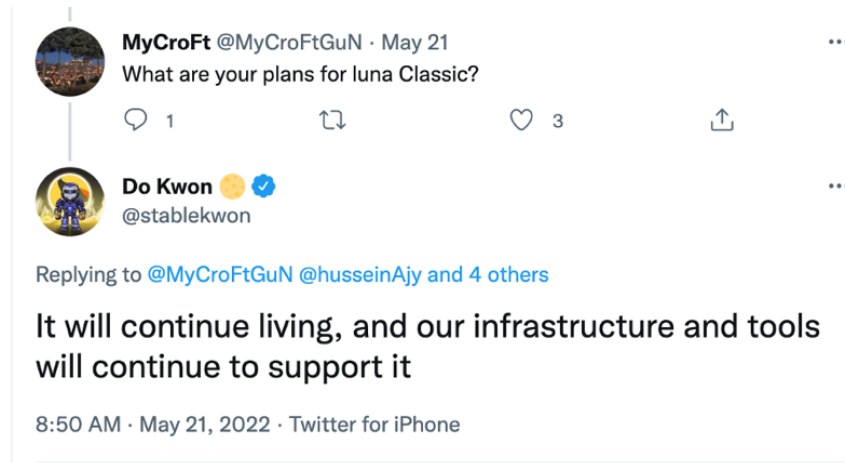 MyCroFt @MyCroFtGuN · May 21
What are your plans for luna Classic?
1 3
Do Kwon
@stablekwon
Replying to @MyCroFtGuN @husseinAjy and 4 others
It will continue living, and our infrastructure and tools
will continue to support it
8:50 AM · May 21, 2022 · Twitter for iPhone